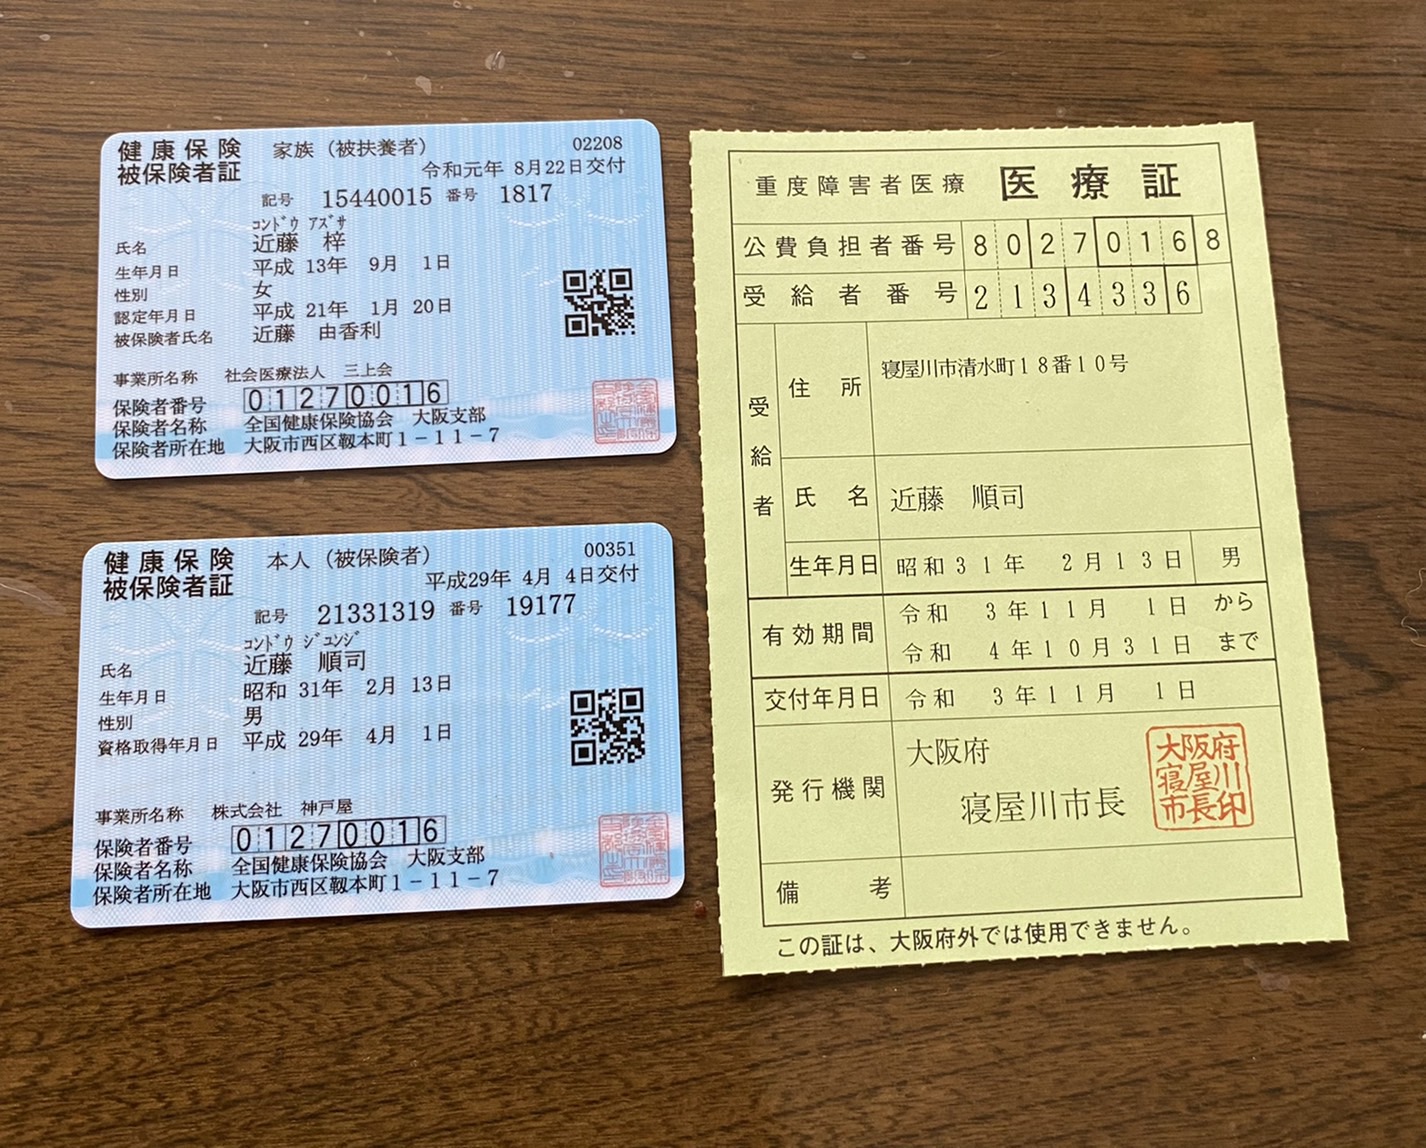 健康保険 家族（被扶養者） 02208
被保険者証 令和元年 8月22日交付
記号 15440015 番号 1817
コンドウ アズサ
氏名 近藤 梓
生年月日 平成 13年 9月 1日
性別 女
認定年月日 平成 21年 1月 20日
被保険者氏名 近藤 由香利
事業所名称 社会医療法人 三上会
保険者番号 01270016
保険者名称 全国健康保険協会 大阪支部
保険者所在地 大阪市西区靱本町1-11-7
健康保険 本人（被保険者） 00351
被保険者証 平成29年 4月 4日交付
記号 21331319 番号 19177
コンドウ ジユンジ
氏名 近藤 順司
生年月日 昭和 31年 2月 13日
性別 男
資格取得年月日 平成 29年 4月 1日
事業所名称 株式会社 神戸屋
保険者番号 01270016
保険者名称 全国健康保険協会 大阪支部
保険者所在地 大阪市西区靱本町1-11-7
重度障害者医療 医療証
公費負担者番号 80270168
受給者番号 2134336
受給者
住所 寝屋川市清水町18番10号
氏名 近藤 順司
生年月日 昭和31年 2月13日 男
有効期間 令和 3年11月 1日 から
令和 4年10月31日 まで
交付年月日 令和 3年11月 1日
発行機関 大阪府
寝屋川市長
大阪府
寝屋川
市長印
備考
この証は、大阪府外では使用できません。